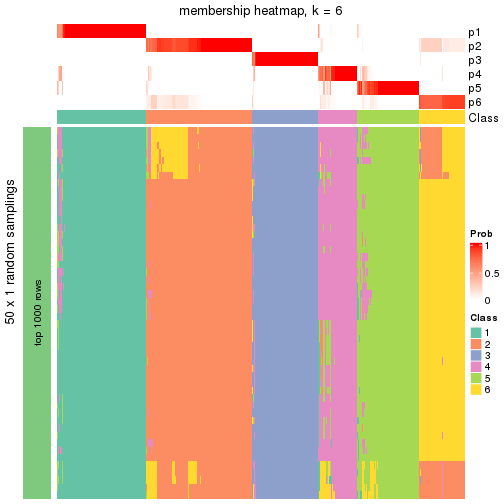 membership heatmap, k = 6
p1
p2
p3
p4
p5
p6
Class
50 x 1 random samplings
top 1000 rows
Prob
1
0.5
0
Class
1
2
3
4
5
6